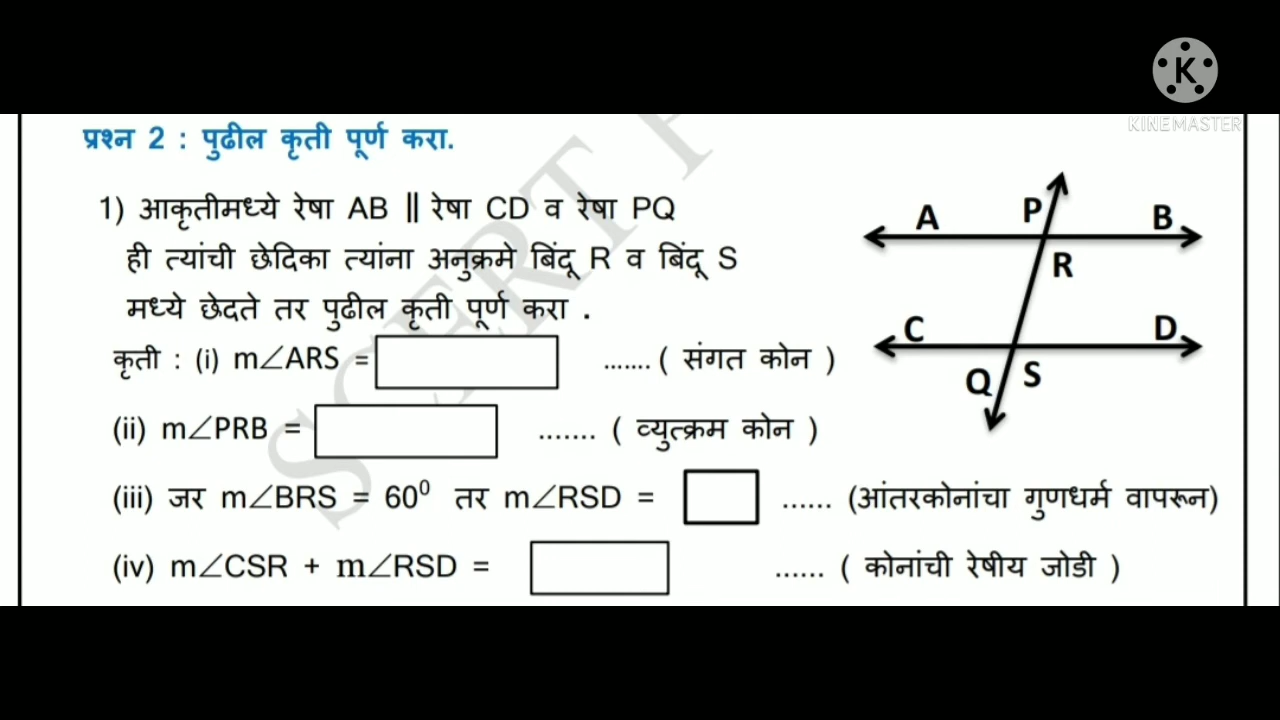 K
KINEMASTER
प्रश्न 2 : पुढील कृती पूर्ण करा.
1) आकृतीमध्ये रेषा AB || रेषा CD व रेषा PQ
ही त्यांची छेदिका त्यांना अनुक्रमे बिंदू R व बिंदू S
मध्ये छेदते तर पुढील कृती पूर्ण करा .
कृती : (i) m∠ARS = ....... ( संगत कोन )
(ii) m∠PRB = ....... ( व्युत्क्रम कोन )
(iii) जर m∠BRS = 60⁰ तर m∠RSD = ...... (आंतरकोनांचा गुणधर्म वापरून)
(iv) m∠CSR + m∠RSD = ...... ( कोनांची रेषीय जोडी )
A P B
R
C D
Q S
SCERT